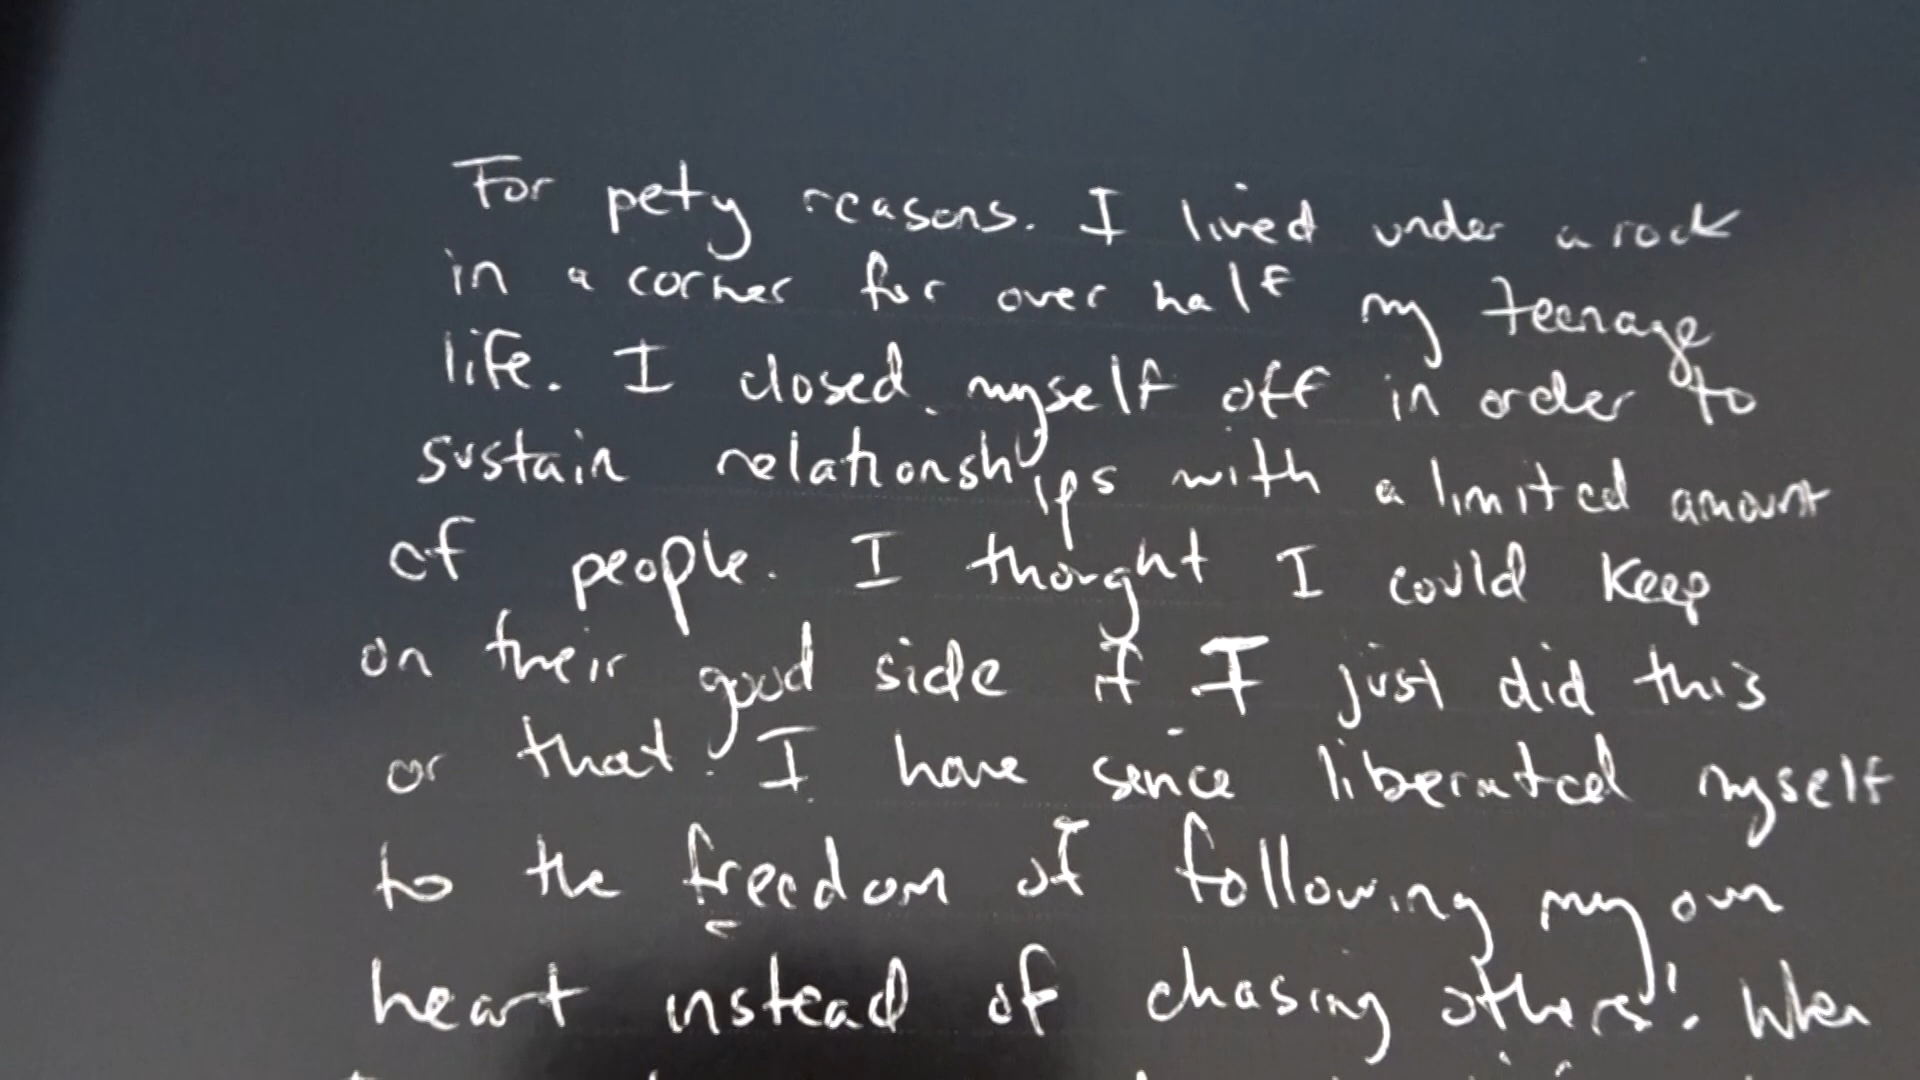 For pety reasons. I lived under a rock
in a corner for over half my teenage
life. I closed myself off in order to
sustain relationships with a limited amount
of people. I thought I could keep
on their good side if I just did this
or that. I have since liberated myself
to the freedom of following my own
heart instead of chasing others'. When